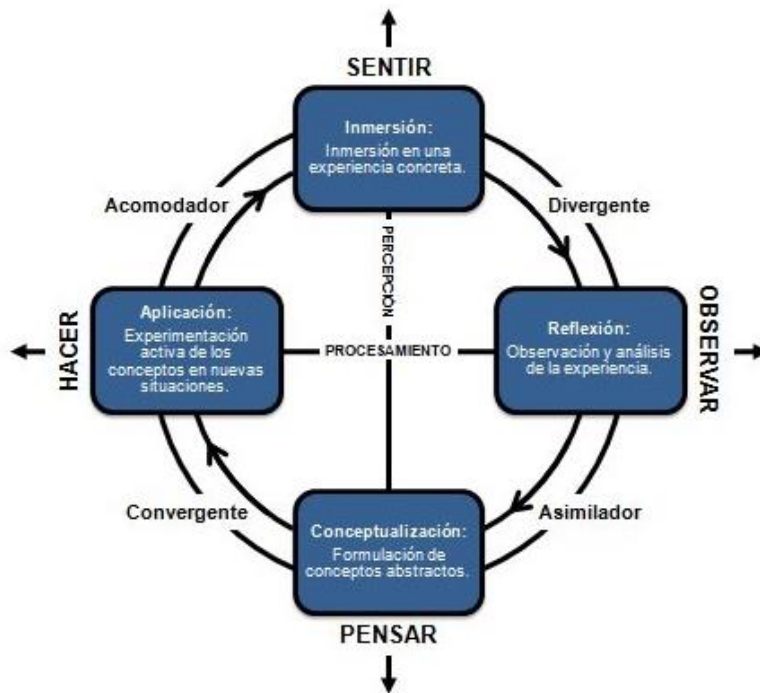 SENTIR
Inmersión:
Inmersión en una
experiencia concreta.
Acomodador
Divergente
PERCEPCIÓN
HACER
Aplicación:
Experimentación
activa de los
conceptos en nuevas
situaciones.
PROCESAMIENTO
Reflexión:
Observación y análisis
de la experiencia.
OBSERVAR
Convergente
Asimilador
Conceptualización:
Formulación de
conceptos abstractos.
PENSAR